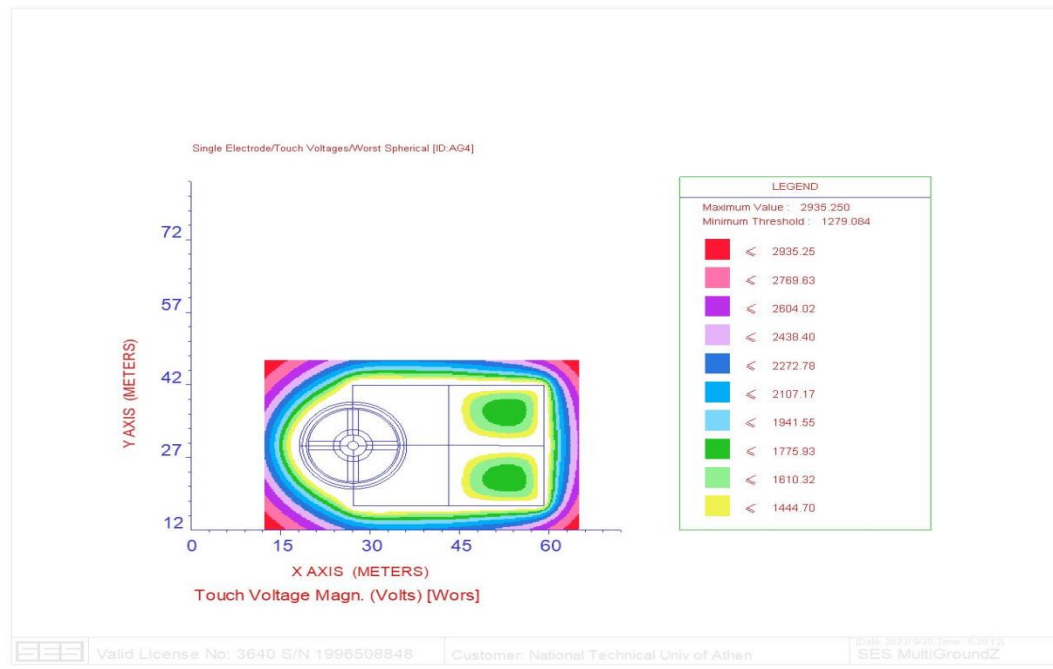 Single Electrode/Touch Voltages/Worst Spherical [ID:AG4]
LEGEND
Maximum Value : 2935.250
Minimum Threshold : 1279.084
⩽ 2935.25
⩽ 2769.63
⩽ 2604.02
⩽ 2438.40
⩽ 2272.78
⩽ 2107.17
⩽ 1941.55
⩽ 1775.93
⩽ 1610.32
⩽ 1444.70
72
57
42
27
12
Y AXIS (METERS)
0 15 30 45 60
X AXIS (METERS)
Touch Voltage Magn. (Volts) [Wors]
SES Valid License No: 3640 S/N 1996508848
Customer: National Technical Univ of Athen
SES MultiGroundZ